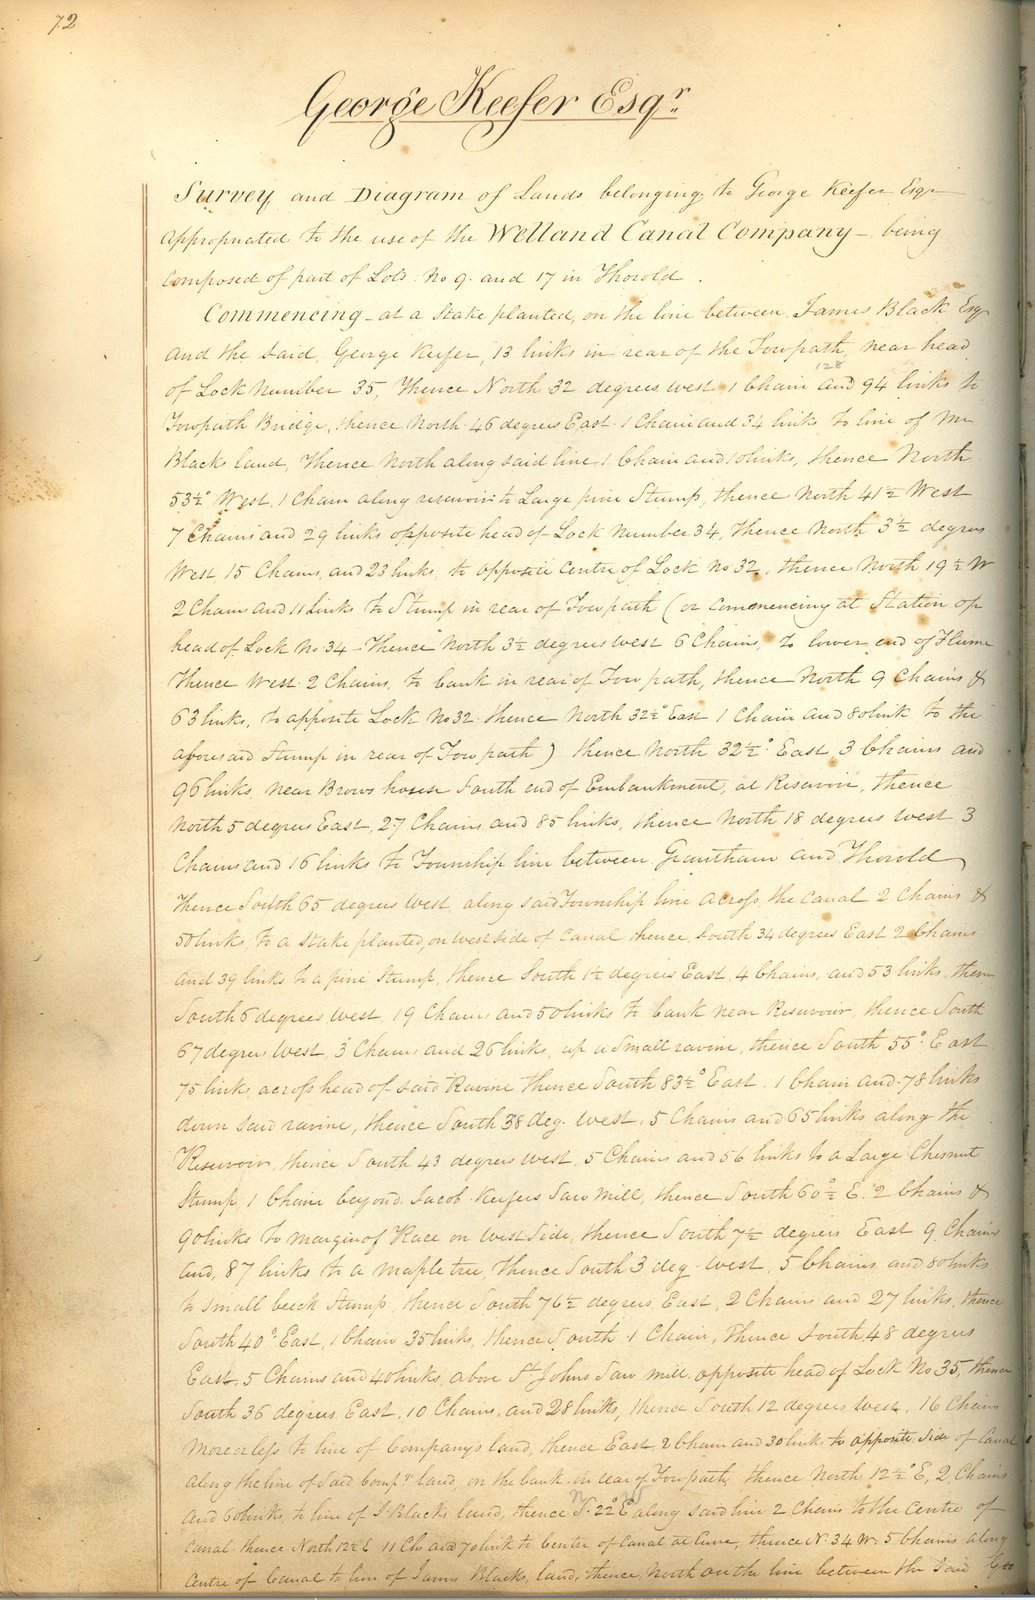 72
George Keefer Esqr
Survey and Diagram of Lands belonging to George Keefer Esqr
appropriated to the use of the Welland Canal Company - being
composed of part of Lots No 9 and 17 in Thorold.
Commencing - at a Stake planted, on the line between James Black Esqr
and the said George Keefer, 13 links in rear of the Towpath, near head
128
of Lock number 35, Thence North 32 degrees west 1 Chain and 94 links to
Towpath Bridge, thence North 46 degrees East 1 Chain and 34 links to line of Mr
Blacks land, Thence North along said line 1 Chain and 10 links, thence North
53½° West, 1 Chain along reservoir to Large pine Stump, thence North 41½ West
7 Chains and 29 links opposite head of Lock Number 34, thence North 3½ degrees
West 15 Chains, and 23 links, to opposite centre of Lock No 32, thence North 19½ W
2 Chains and 11 Links to Stump in rear of Towpath (or commencing at Station op
head of Lock No 34 - Thence North 3½ degrees west 6 Chains, to lower end of Flume
Thence West 2 Chains, to bank in rear of Tow path, thence North 9 Chains &
63 links, to opposite Lock No 32 thence North 32½° East 1 Chain and 80 link to the
aforesaid Stump in rear of Tow path) thence North 32½° East, 3 Chains and
96 links, near Brows house South end of Embankment, at Reservoir, thence
North 5 degrees East, 27 Chains and 85 links, thence North 18 degrees west 3
Chains and 16 links to Township line between Grantham and Thorold
Thence South 65 degrees West, along said Township line across the canal 2 Chains &
50 links, to a stake planted, on west side of canal thence South 34 degrees East 2 Chains
and 39 links to a pine Stump, thence South 1½ degrees East, 4 Chains, and 53 links, then
South 6 degrees west, 19 Chains and 50 links to bank near Reservoir, thence South
67 degrees West, 3 Chains and 26 links, up a small ravine, thence South 55° East
75 links across head of said Ravine thence South 83½° East 1 Chain and 78 links
down said ravine, thence South 38 deg. west, 5 Chains and 65 links along the
Reservoir, thence South 43 degrees west, 5 Chains and 56 links to a Large Chesnut
Stump, 1 Chain beyond Jacob Keefers Saw Mill, thence South 60½° E. 2 Chains &
90 links to margin of Race on West Side, thence South 7½ degrees East 9 Chains
and, 87 links to a maple tree, thence South 3 deg. west, 5 Chains and 80 links
to small beech Stump, thence South 76½ degrees East, 2 Chains and 27 links, thence
South 40° East, 1 Chain 35 links, thence South 1 Chain, Thence South 48 degrees
East, 5 Chains and 40 links, above St Johns Saw mill opposite head of Lock No 35, thence
South 36 degrees East, 10 Chains, and 28 links, thence South 12 degrees West, 16 Chains
more or less to line of Company's land, thence East, 2 Chain and 30 links to opposite side of Canal
along the line of said Compy land, on the bank in rear of Towpath, thence North 12½° E, 2 Chains
and 60 links, to line of J. Blacks land, thence S. 22° E along said line 2 Chains to the centre of
n W
Canal thence North 12½ E 11 Chs and 70 link to Centre of Canal at Curve, thence N. 34 W. 5 Chains along
Centre of Canal to line of James Blacks, land, thence, North on the line between the said Geo